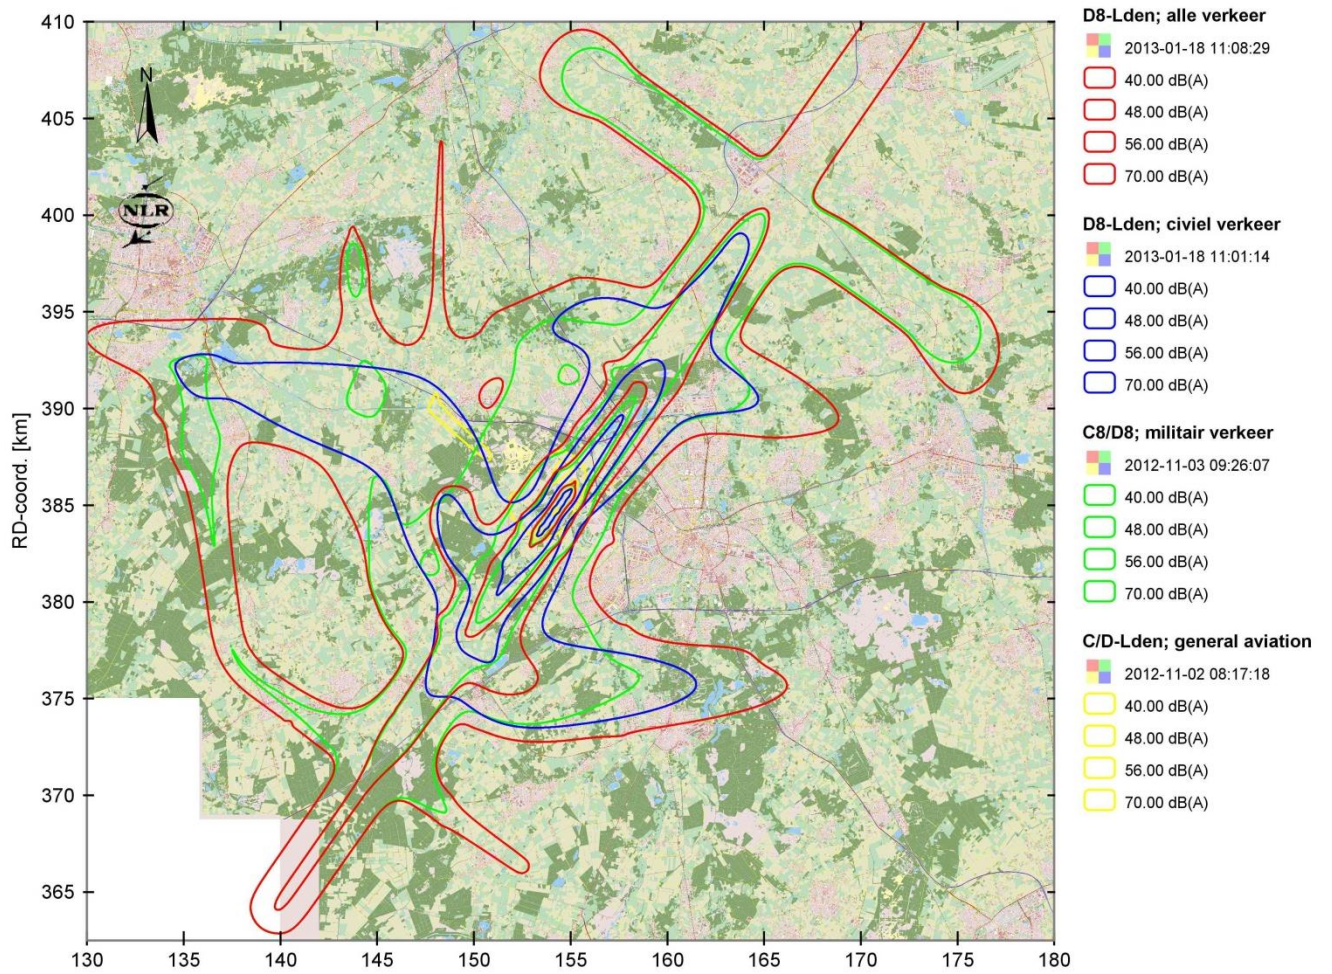 410
405
400
395
390
385
380
375
370
365
RD-coord. [km]
N
NLR
130 135 140 145 150 155 160 165 170 175 180
D8-Lden; alle verkeer
2013-01-18 11:08:29
40.00 dB(A)
48.00 dB(A)
56.00 dB(A)
70.00 dB(A)
D8-Lden; civiel verkeer
2013-01-18 11:01:14
40.00 dB(A)
48.00 dB(A)
56.00 dB(A)
70.00 dB(A)
C8/D8; militair verkeer
2012-11-03 09:26:07
40.00 dB(A)
48.00 dB(A)
56.00 dB(A)
70.00 dB(A)
C/D-Lden; general aviation
2012-11-02 08:17:18
40.00 dB(A)
48.00 dB(A)
56.00 dB(A)
70.00 dB(A)